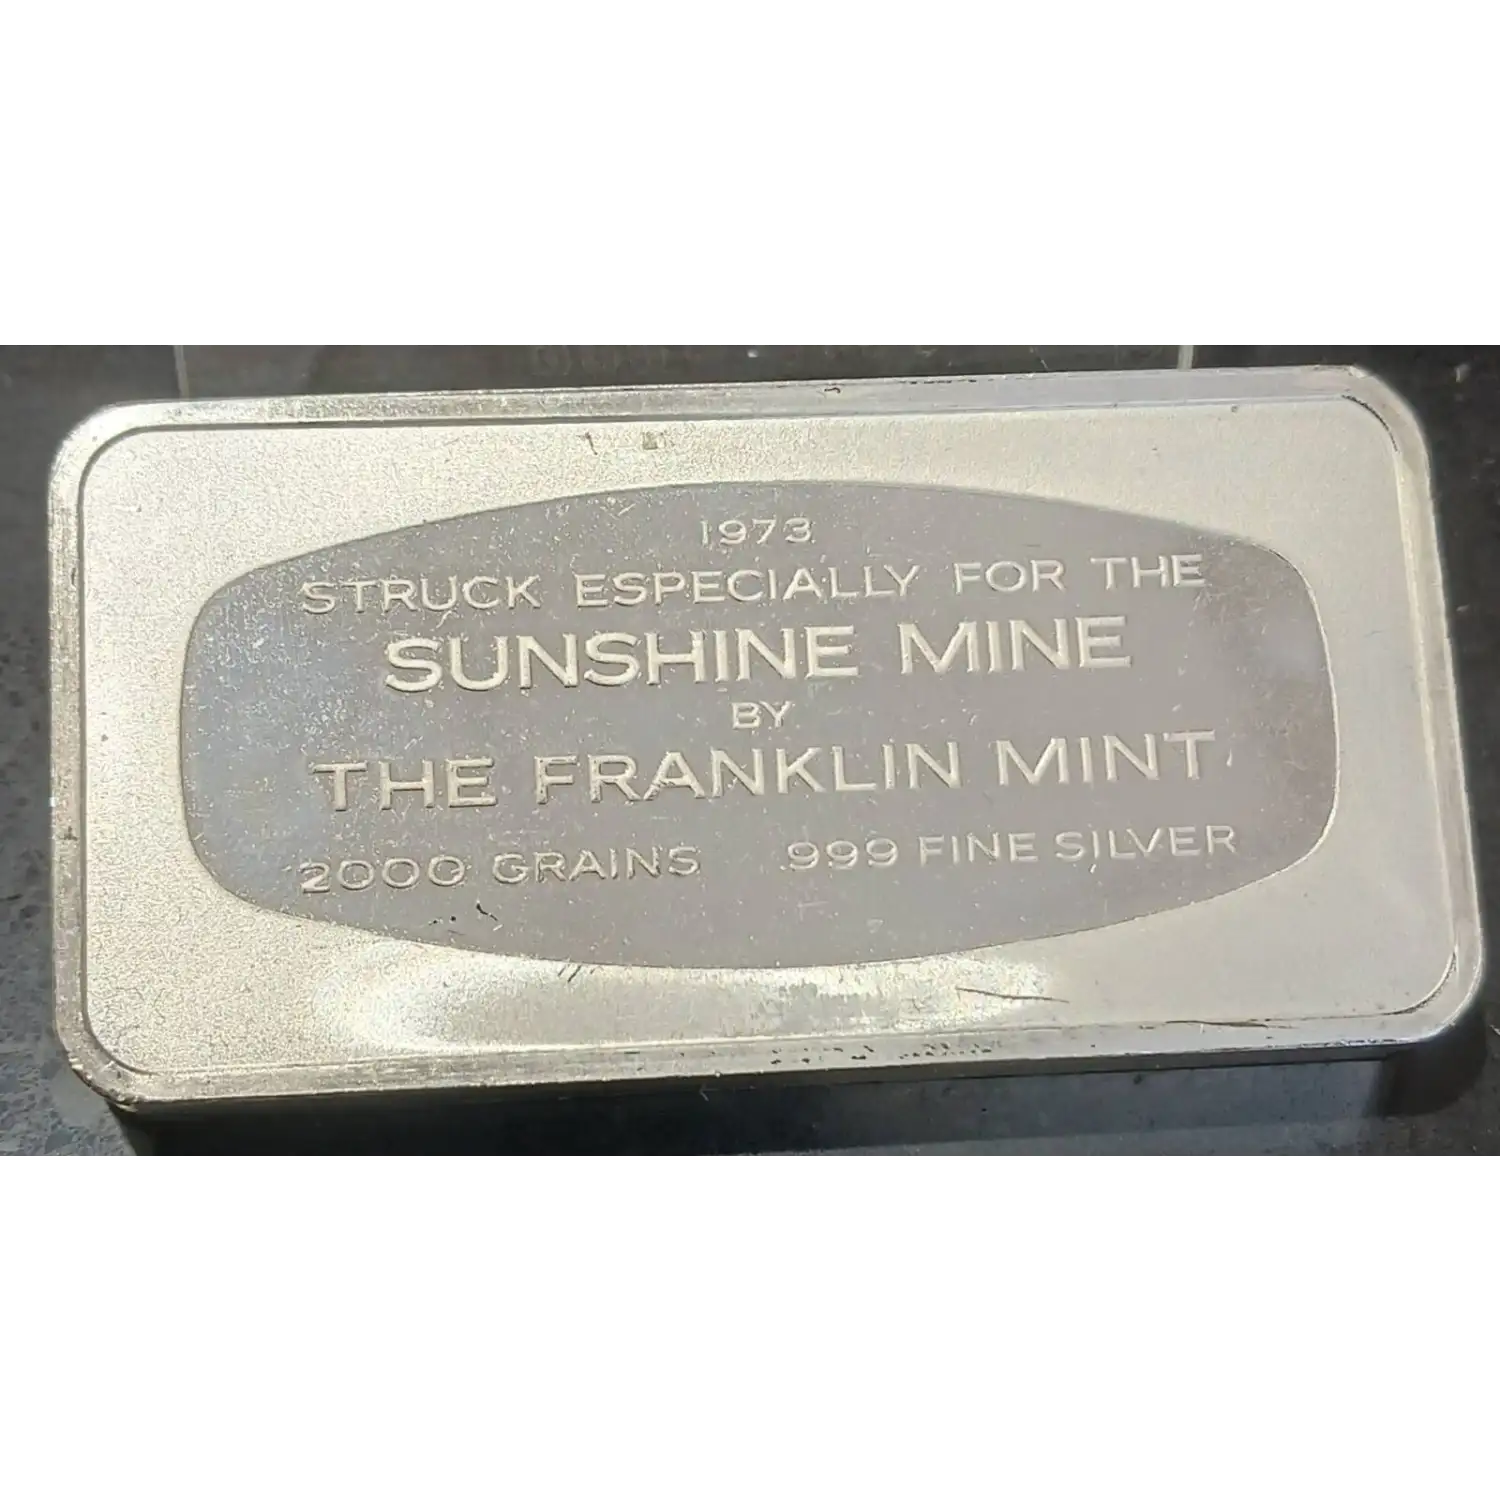 1973
STRUCK ESPECIALLY FOR THE
SUNSHINE MINE
BY
THE FRANKLIN MINT
2000 GRAINS .999 FINE SILVER